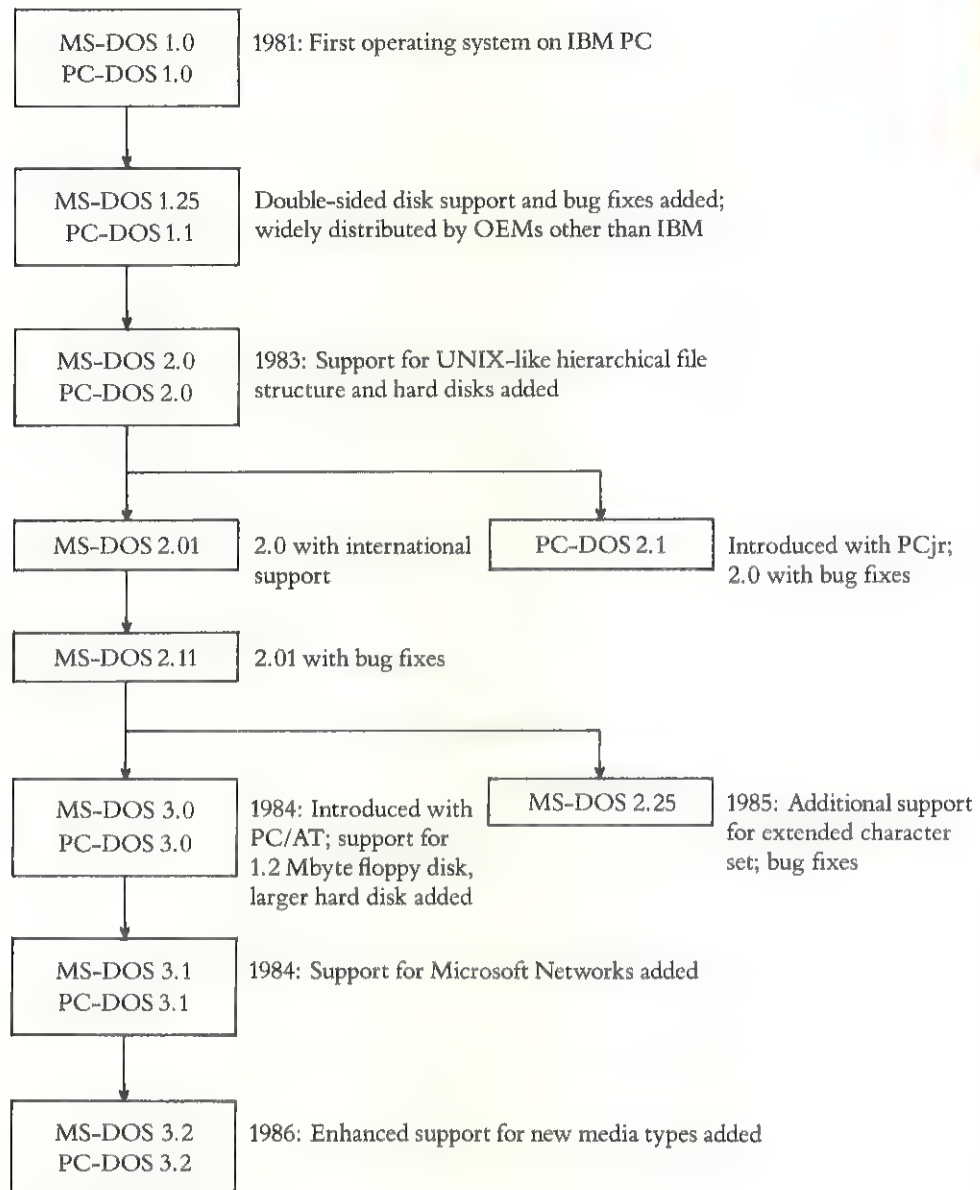 MS-DOS 1.0
PC-DOS 1.0
1981: First operating system on IBM PC
MS-DOS 1.25
PC-DOS 1.1
Double-sided disk support and bug fixes added;
widely distributed by OEMs other than IBM
MS-DOS 2.0
PC-DOS 2.0
1983: Support for UNIX-like hierarchical file
structure and hard disks added
MS-DOS 2.01
2.0 with international
support
PC-DOS 2.1
Introduced with PCjr;
2.0 with bug fixes
MS-DOS 2.11
2.01 with bug fixes
MS-DOS 3.0
PC-DOS 3.0
1984: Introduced with
PC/AT; support for
1.2 Mbyte floppy disk,
larger hard disk added
MS-DOS 2.25
1985: Additional support
for extended character
set; bug fixes
MS-DOS 3.1
PC-DOS 3.1
1984: Support for Microsoft Networks added
MS-DOS 3.2
PC-DOS 3.2
1986: Enhanced support for new media types added